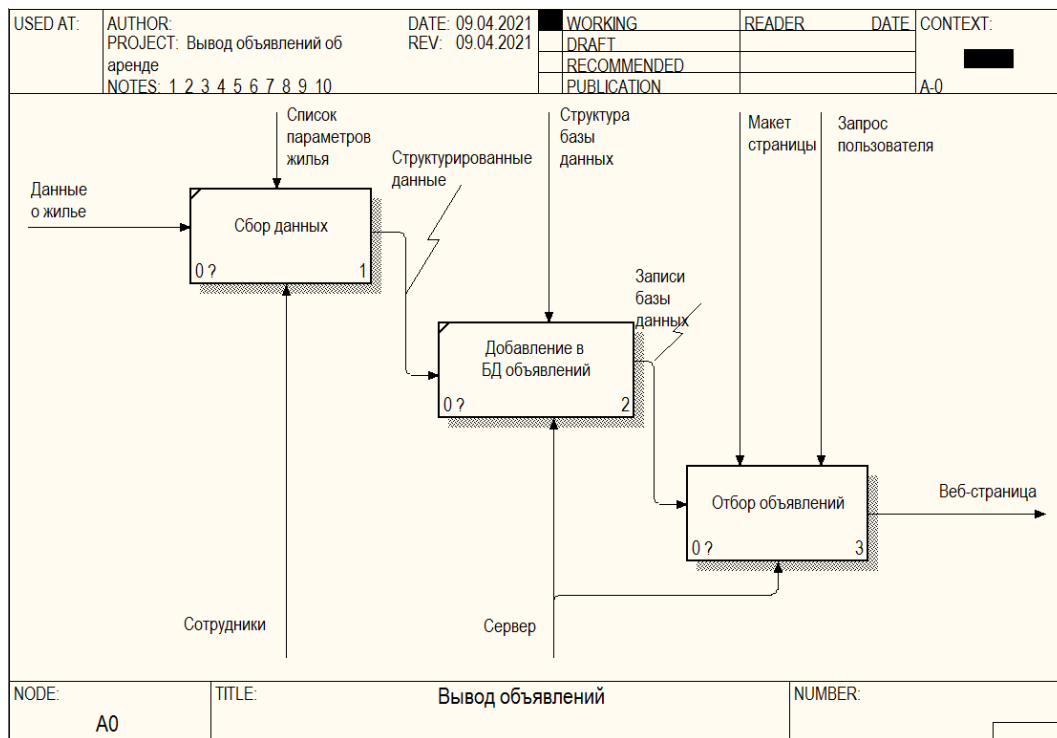 USED AT:
AUTHOR:
DATE: 09.04.2021
PROJECT: Вывод объявлений об
REV: 09.04.2021
аренде
NOTES: 1 2 3 4 5 6 7 8 9 10
WORKING
DRAFT
RECOMMENDED
PUBLICATION
READER
DATE
CONTEXT:
A-0
Список
параметров
жилья
Структура
базы
данных
Макет
страницы
Запрос
пользователя
Структурированные
данные
Данные
о жилье
Сбор данных
0 ?
1
Записи
базы
данных
Добавление в
БД объявлений
0 ?
2
Отбор объявлений
0 ?
3
Веб-страница
Сотрудники
Сервер
NODE:
A0
TITLE:
Вывод объявлений
NUMBER: